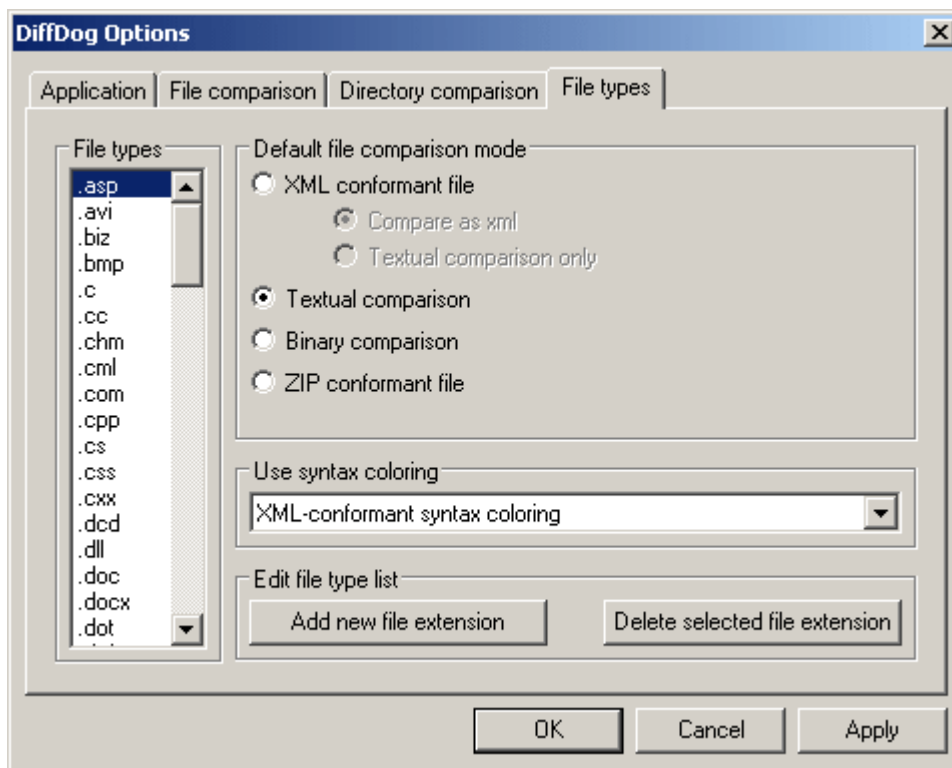 DiffDog Options
Application
File comparison
Directory comparison
File types
File types
.asp
.avi
.biz
.bmp
.c
.cc
.chm
.cml
.com
.cpp
.cs
.css
.cxx
.dcd
.dll
.doc
.docx
.dot
Default file comparison mode
XML conformant file
Compare as xml
Textual comparison only
Textual comparison
Binary comparison
ZIP conformant file
Use syntax coloring
XML-conformant syntax coloring
Edit file type list
Add new file extension
Delete selected file extension
OK
Cancel
Apply